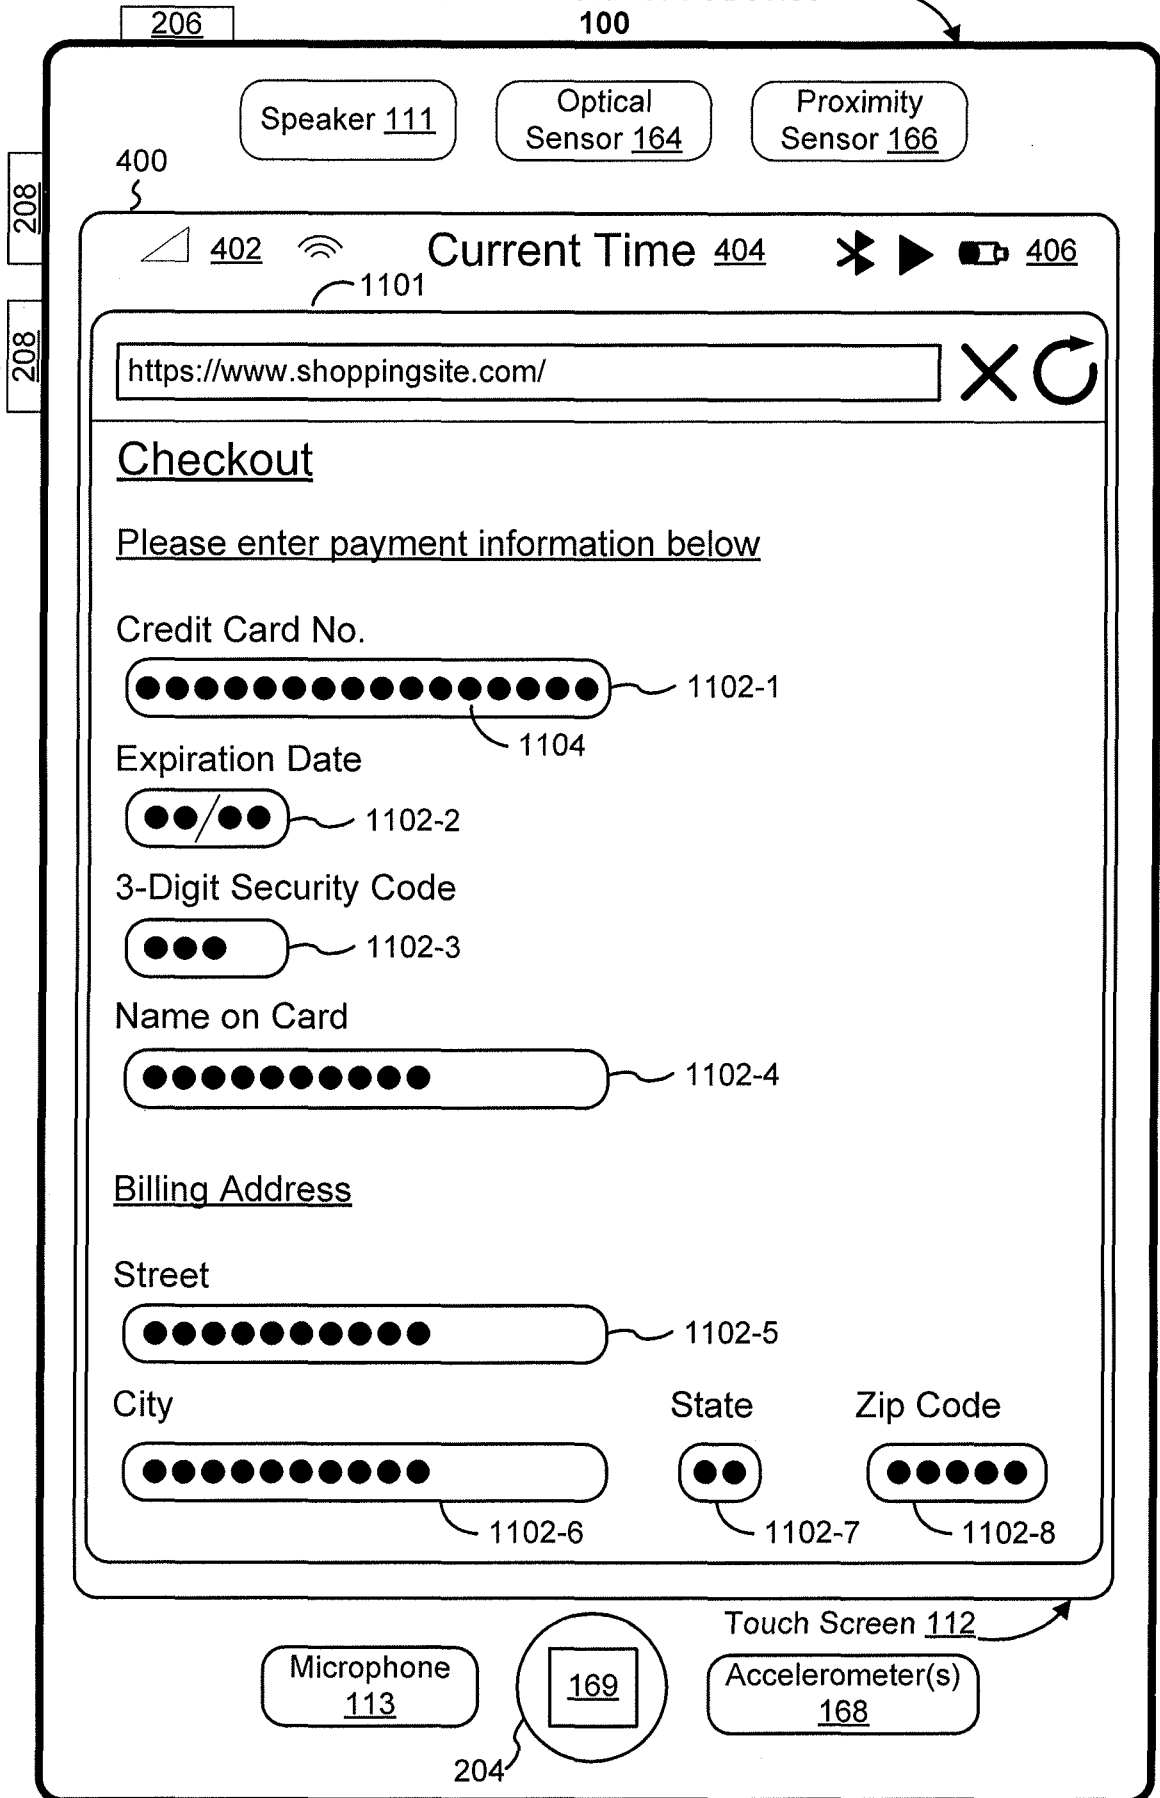 206
100
Speaker 111
Optical
Sensor 164
Proximity
Sensor 166
400
208
402
Current Time 404
406
1101
208
https://www.shoppingsite.com/
Checkout
Please enter payment information below
Credit Card No.
1102-1
1104
Expiration Date
/
1102-2
3-Digit Security Code
1102-3
Name on Card
1102-4
Billing Address
Street
1102-5
City State Zip Code
1102-6 1102-7 1102-8
Touch Screen 112
Microphone
113
169
Accelerometer(s)
168
204